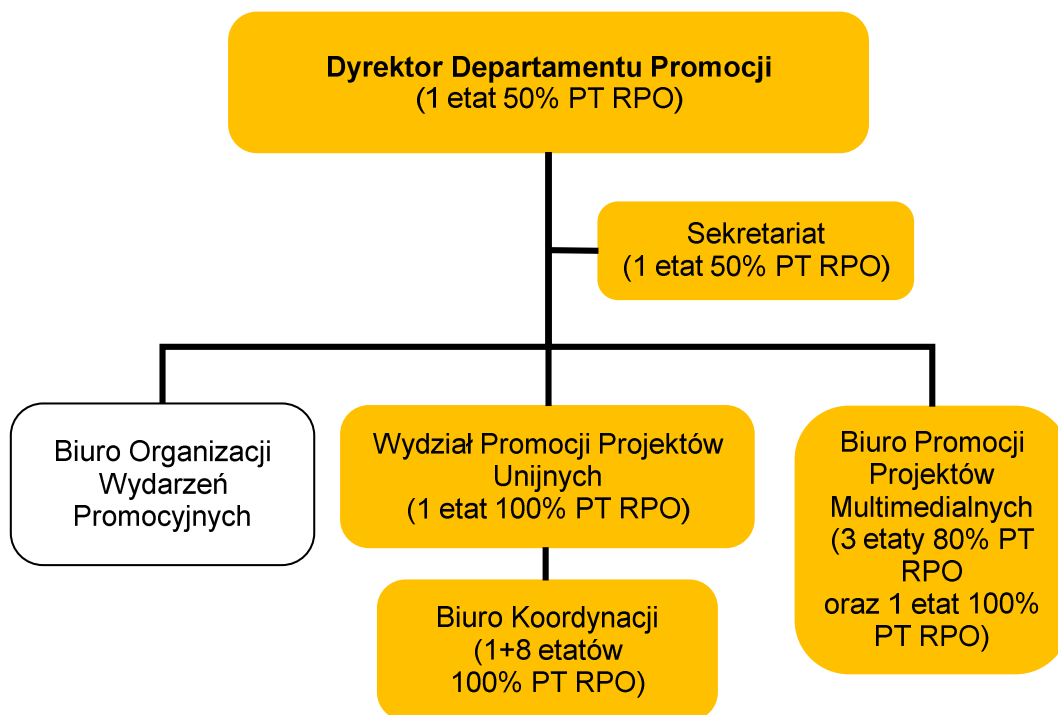 Dyrektor Departamentu Promocji
(1 etat 50% PT RPO)
Sekretariat
(1 etat 50% PT RPO)
Biuro Organizacji
Wydarzeń
Promocyjnych
Wydział Promocji Projektów
Unijnych
(1 etat 100% PT RPO)
Biuro Koordynacji
(1+8 etatów
100% PT RPO)
Biuro Promocji
Projektów
Multimedialnych
(3 etaty 80% PT
RPO
oraz 1 etat 100%
PT RPO)